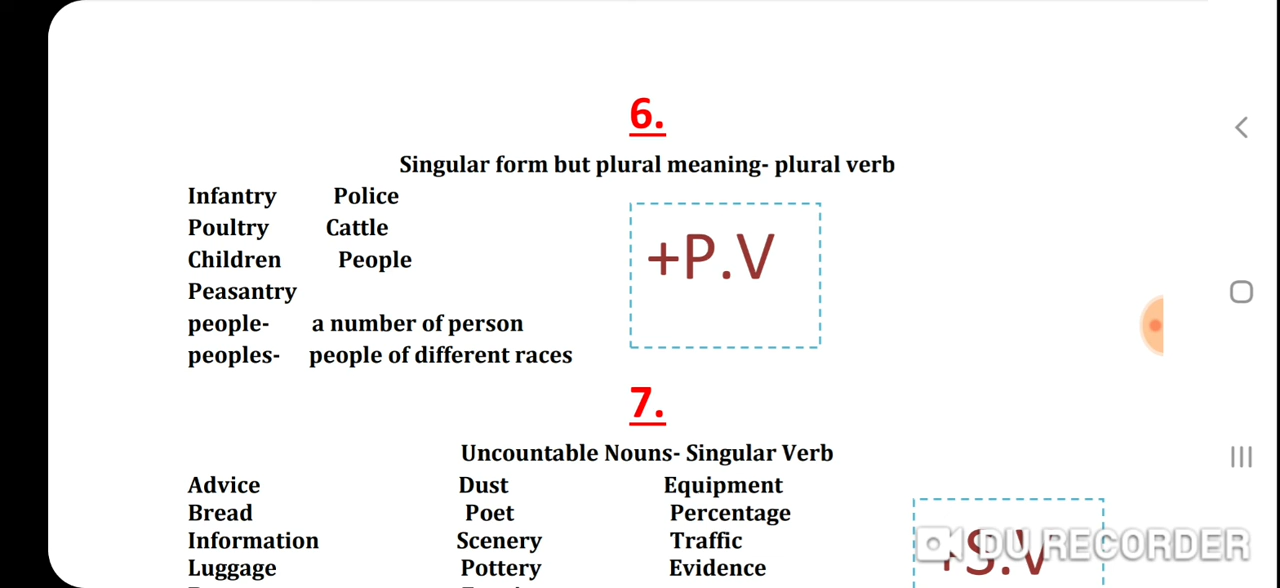 6.
Singular form but plural meaning- plural verb
Infantry Police
Poultry Cattle
Children People
Peasantry
people- a number of person
peoples- people of different races
+P.V
7.
Uncountable Nouns- Singular Verb
Advice Dust Equipment
Bread Poet Percentage
Information Scenery Traffic
Luggage Pottery Evidence
+S.V
DU RECORDER